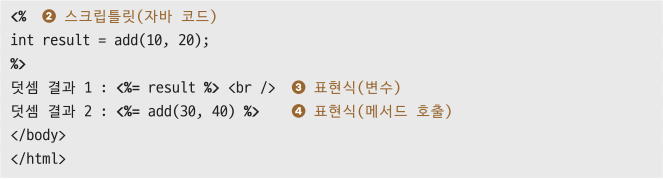 <% ❷ 스크립틀릿(자바 코드)
int result = add(10, 20);
%>
덧셈 결과 1 : <%= result %> <br /> ❸ 표현식(변수)
덧셈 결과 2 : <%= add(30, 40) %> ❹ 표현식(메서드 호출)
</body>
</html>